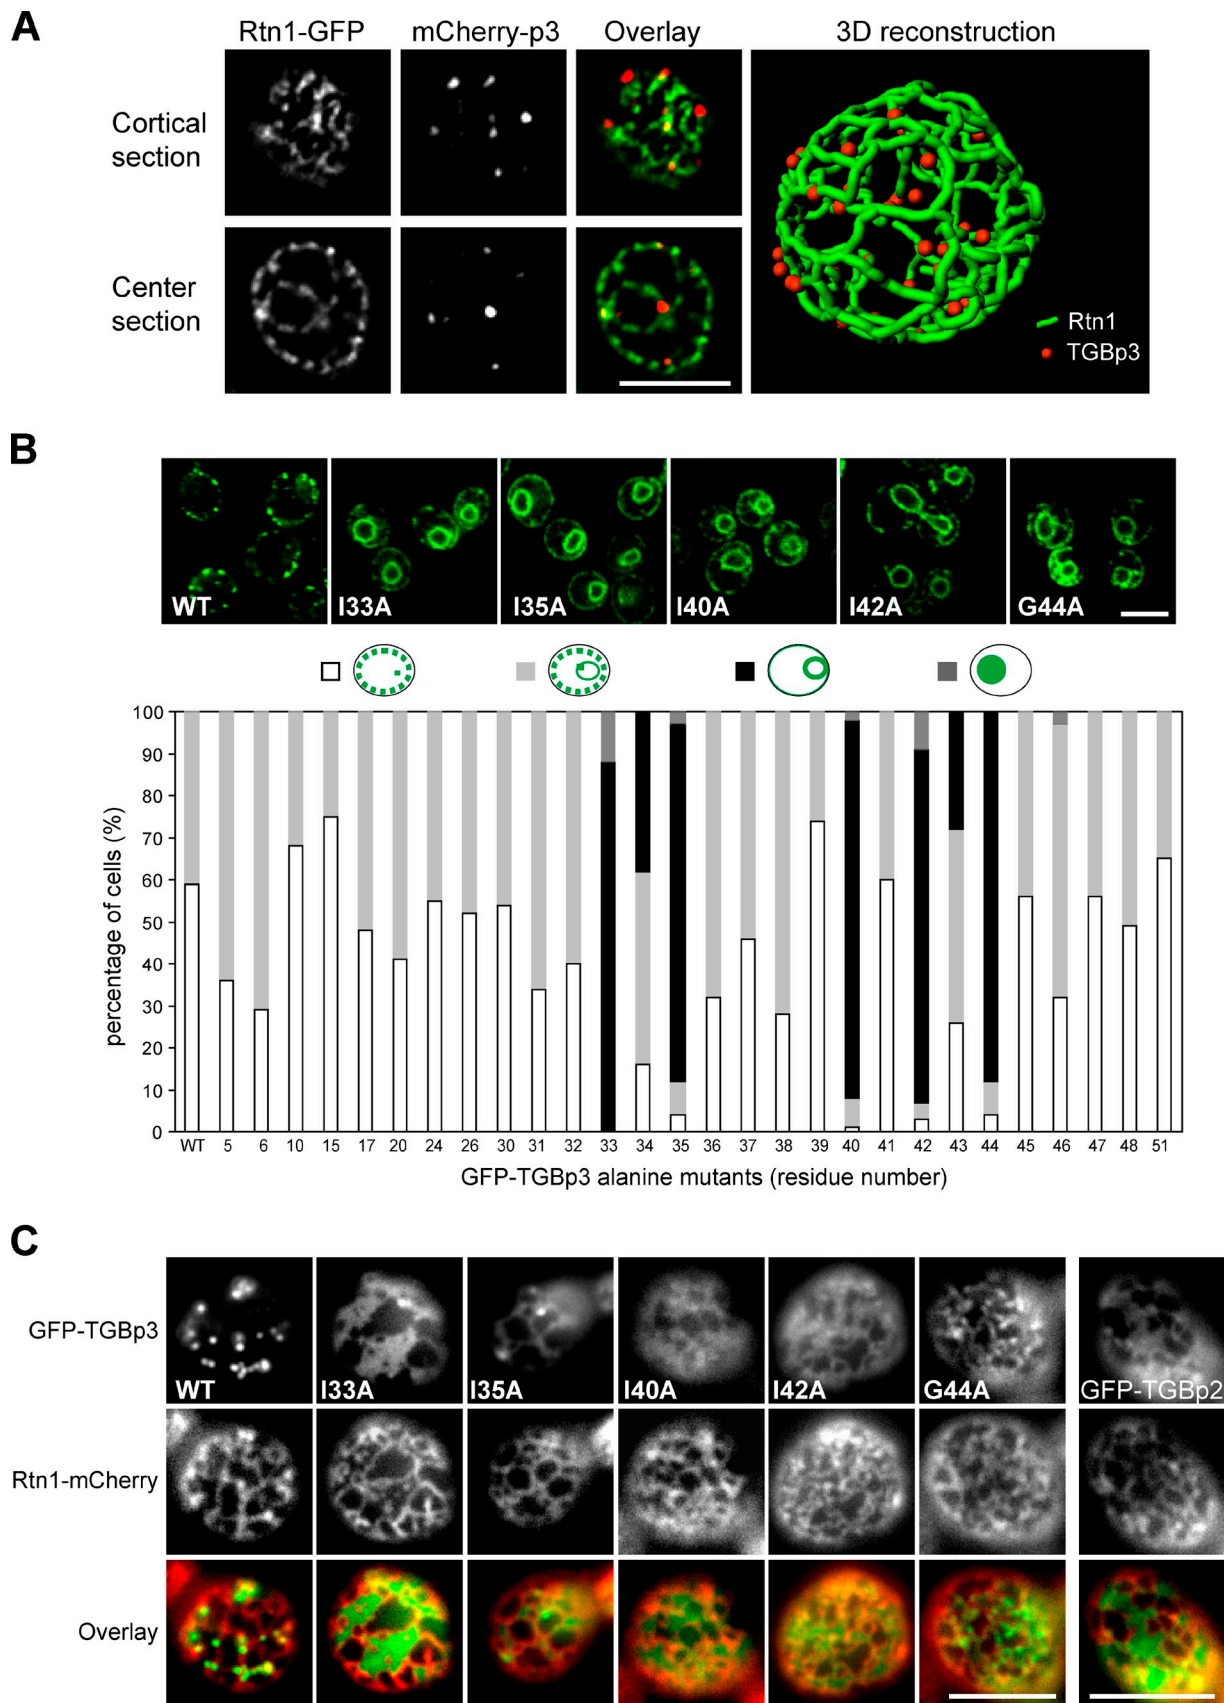 A
Rtn1-GFP mCherry-p3 Overlay 3D reconstruction
Cortical
section
Center
section
Rtn1
TGBp3
B
WT I33A I35A I40A I42A G44A
100
90
80
70
60
50
40
30
20
10
0
percentage of cells (%)
WT 5 6 10 15 17 20 24 26 30 31 32 33 34 35 36 37 38 39 40 41 42 43 44 45 46 47 48 51
GFP-TGBp3 alanine mutants (residue number)
C
GFP-TGBp3
WT I33A I35A I40A I42A G44A GFP-TGBp2
Rtn1-mCherry
Overlay